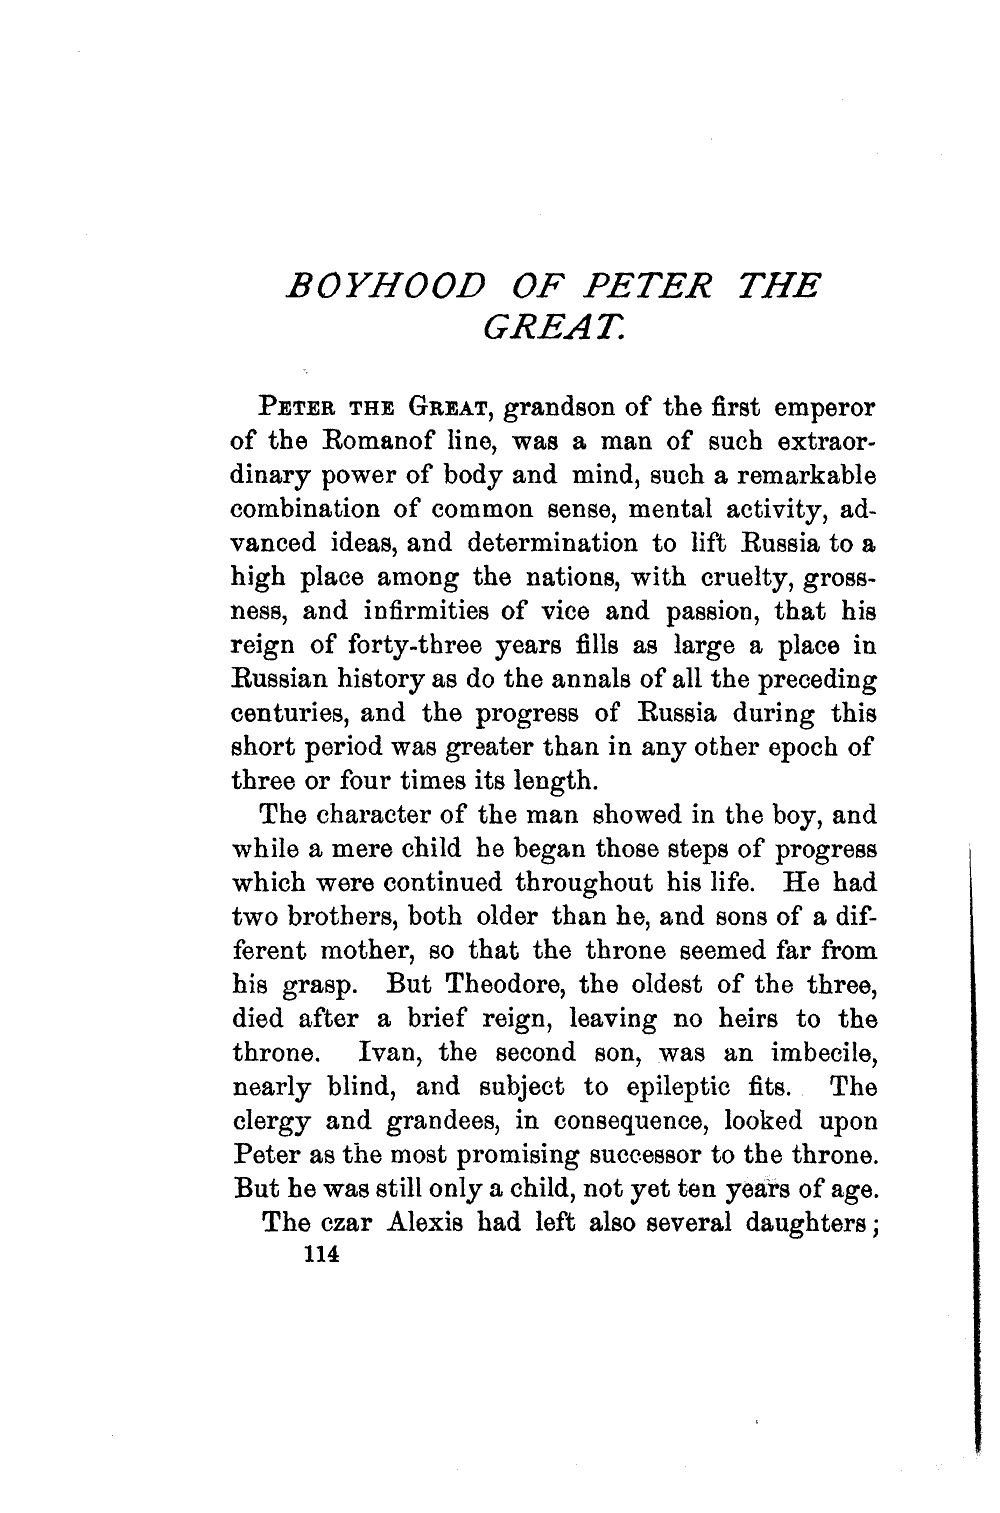 BOYHOOD OF PETER THE
GREAT.
PETER THE GREAT, grandson of the first emperor
of the Romanof line, was a man of such extraor-
dinary power of body and mind, such a remarkable
combination of common sense, mental activity, ad-
vanced ideas, and determination to lift Russia to a
high place among the nations, with cruelty, gross-
ness, and infirmities of vice and passion, that his
reign of forty-three years fills as large a place in
Russian history as do the annals of all the preceding
centuries, and the progress of Russia during this
short period was greater than in any other epoch of
three or four times its length.
The character of the man showed in the boy, and
while a mere child he began those steps of progress
which were continued throughout his life. He had
two brothers, both older than he, and sons of a dif-
ferent mother, so that the throne seemed far from
his grasp. But Theodore, the oldest of the three,
died after a brief reign, leaving no heirs to the
throne. Ivan, the second son, was an imbecile,
nearly blind, and subject to epileptic fits. The
clergy and grandees, in consequence, looked upon
Peter as the most promising successor to the throne.
But he was still only a child, not yet ten years of age.
The czar Alexis had left also several daughters;
114